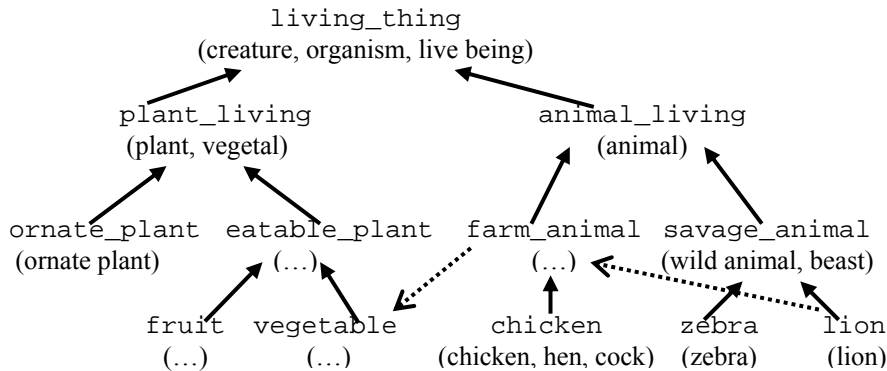 living_thing
(creature, organism, live being)
plant_living animal_living
(plant, vegetal) (animal)
ornate_plant eatable_plant farm_animal savage_animal
(ornate plant) (…) (…) (wild animal, beast)
fruit vegetable chicken zebra lion
(…) (…) (chicken, hen, cock) (zebra) (lion)